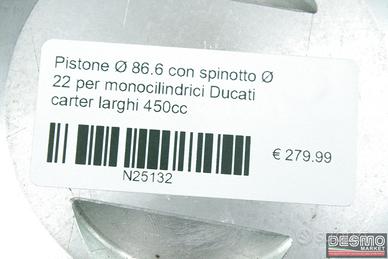 Pistone Ø 86.6 con spinotto Ø
22 per monocilindrici Ducati
carter larghi 450cc
€ 279.99
N25132
DESMO
MARKET